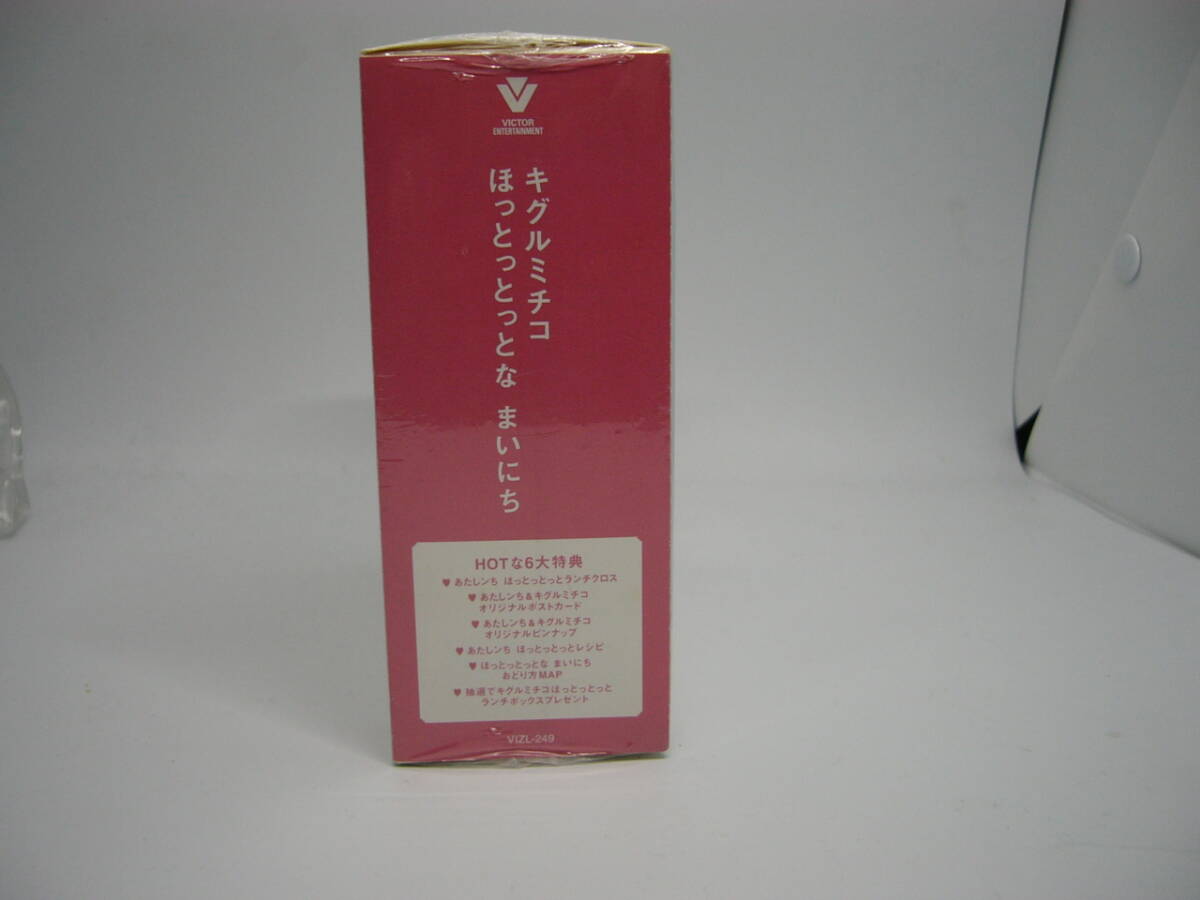 VICTOR
ENTERTAINMENT
キグルミチコ
ほっとっとっとな まいにち
HOTな6大特典
♥ あたしンち ほっとっとっとランチクロス
♥ あたしンち&キグルミチコ
オリジナルポストカード
♥ あたしンち&キグルミチコ
オリジナルピンナップ
♥ あたしンち ほっとっとっとレシピ
♥ ほっとっとっとな まいにち
おどり方MAP
♥ 抽選でキグルミチコほっとっとっと
ランチボックスプレゼント
VIZL-249